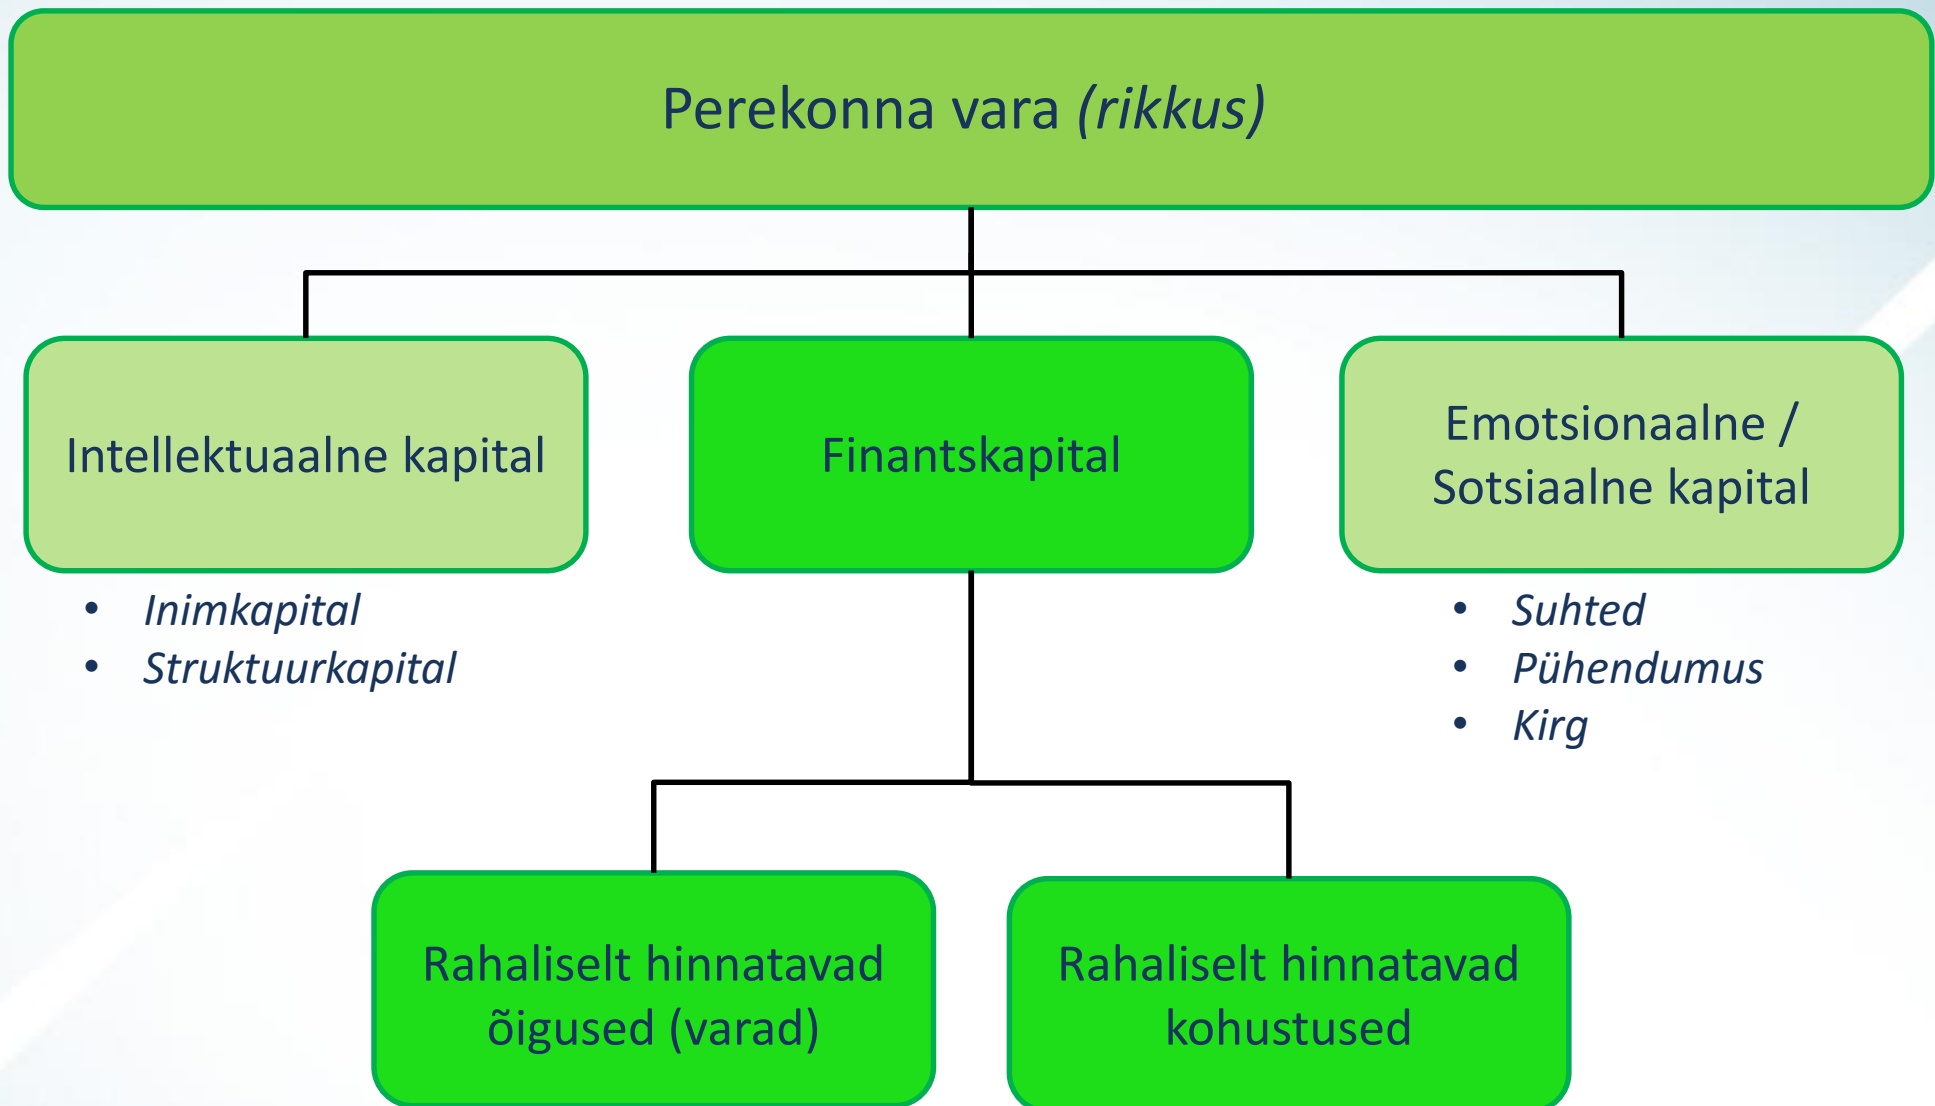 Perekonna vara (rikkus)
Intellektuaalne kapital
Finantskapital
Emotsionaalne /
Sotsiaalne kapital
• Inimkapital
• Struktuurkapital
• Suhted
• Pühendumus
• Kirg
Rahaliselt hinnatavad
õigused (varad)
Rahaliselt hinnatavad
kohustused